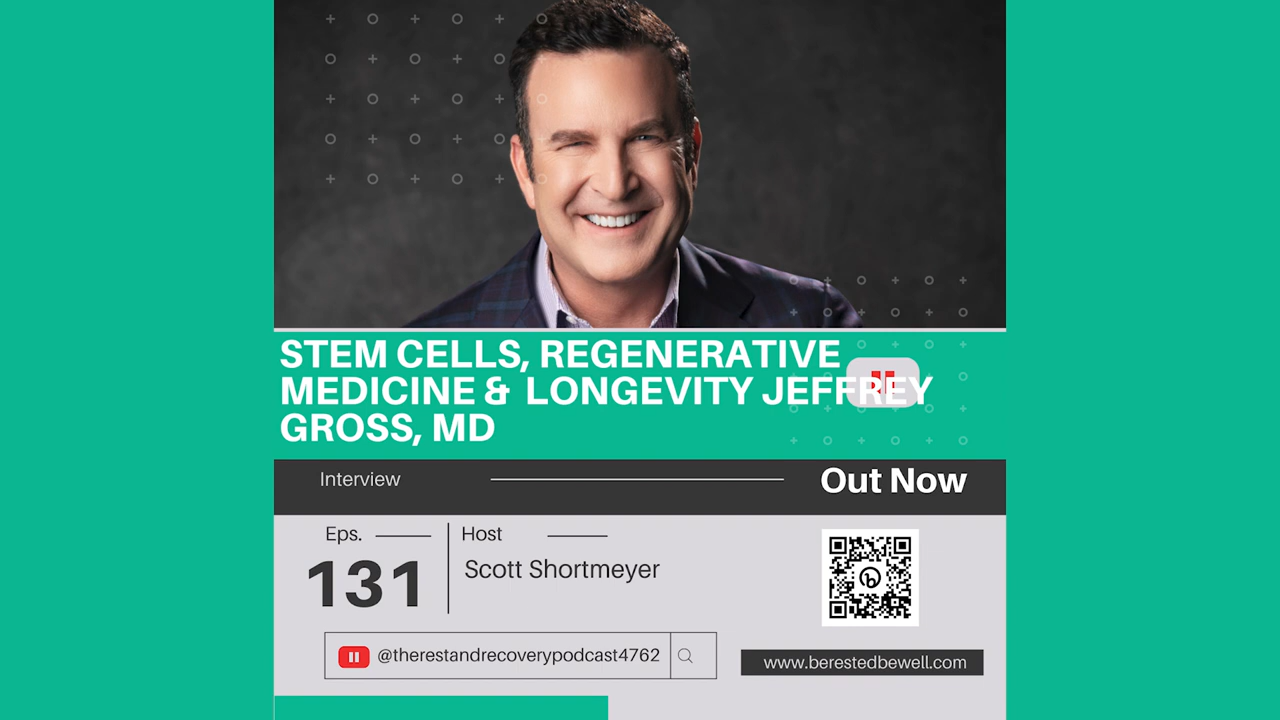 STEM CELLS, REGENERATIVE
MEDICINE & LONGEVITY JEFFREY
GROSS, MD
Interview
Out Now
Eps.
131
Host
Scott Shortmeyer
@therestandrecoverypodcast4762
www.berestedbewell.com